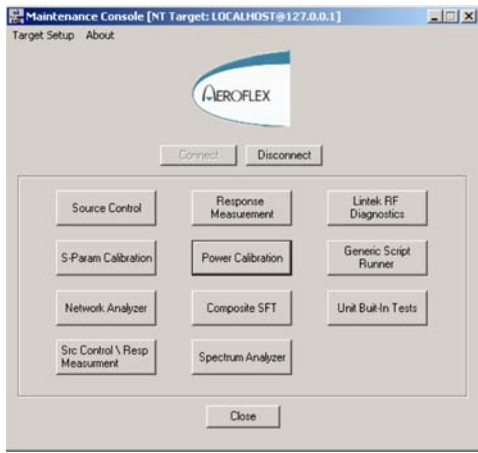 Maintenance Console [NT Target: LOCALHOST@127.0.0.1]
Target Setup About
AEROFLEX
Connect Disconnect
Source Control
Response
Measurement
Lintek RF
Diagnostics
S-Param Calibration
Power Calibration
Generic Script
Runner
Network Analyzer
Composite SFT
Unit Buit-In Tests
Src Control \ Resp
Measurment
Spectrum Analyzer
Close